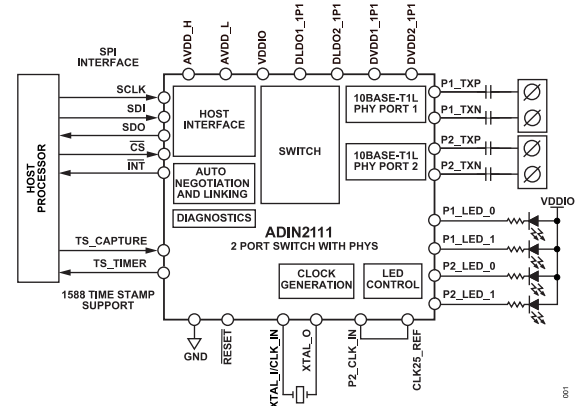 AVDD_H
AVDD_L
VDDIO
DLDO1_1P1
DLDO2_1P1
DVDD1_1P1
DVDD2_1P1
SPI
INTERFACE
HOST
PROCESSOR
SCLK
SDI
SDO
CS
INT
TS_CAPTURE
TS_TIMER
1588 TIME STAMP
SUPPORT
HOST
INTERFACE
AUTO
NEGOTIATION
AND LINKING
DIAGNOSTICS
SWITCH
10BASE-T1L
PHY PORT 1
10BASE-T1L
PHY PORT 2
ADIN2111
2 PORT SWITCH WITH PHYS
CLOCK
GENERATION
LED
CONTROL
P1_TXP
P1_TXN
P2_TXP
P2_TXN
VDDIO
P1_LED_0
P1_LED_1
P2_LED_0
P2_LED_1
GND
RESET
XTAL_I/CLK_IN
XTAL_O
P2_CLK_IN
CLK25_REF
001